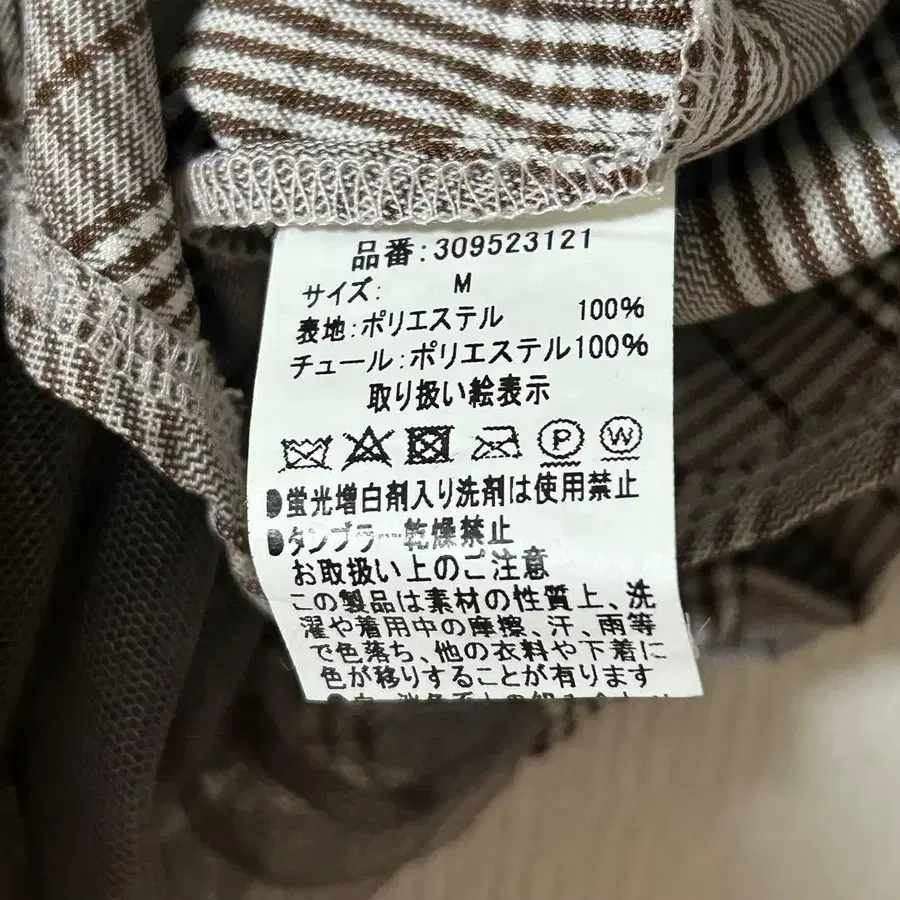 品番:309523121
サイズ: M
表地:ポリエステル 100%
チュール:ポリエステル100%
取り扱い絵表示
P W
●蛍光増白剤入り洗剤は使用禁止
●タンブラー乾燥禁止
お取扱い上のご注意
この製品は素材の性質上、洗
濯や着用中の摩擦、汗、雨等
で色落ち、他の衣料や下着に
色が移りすることが有ります